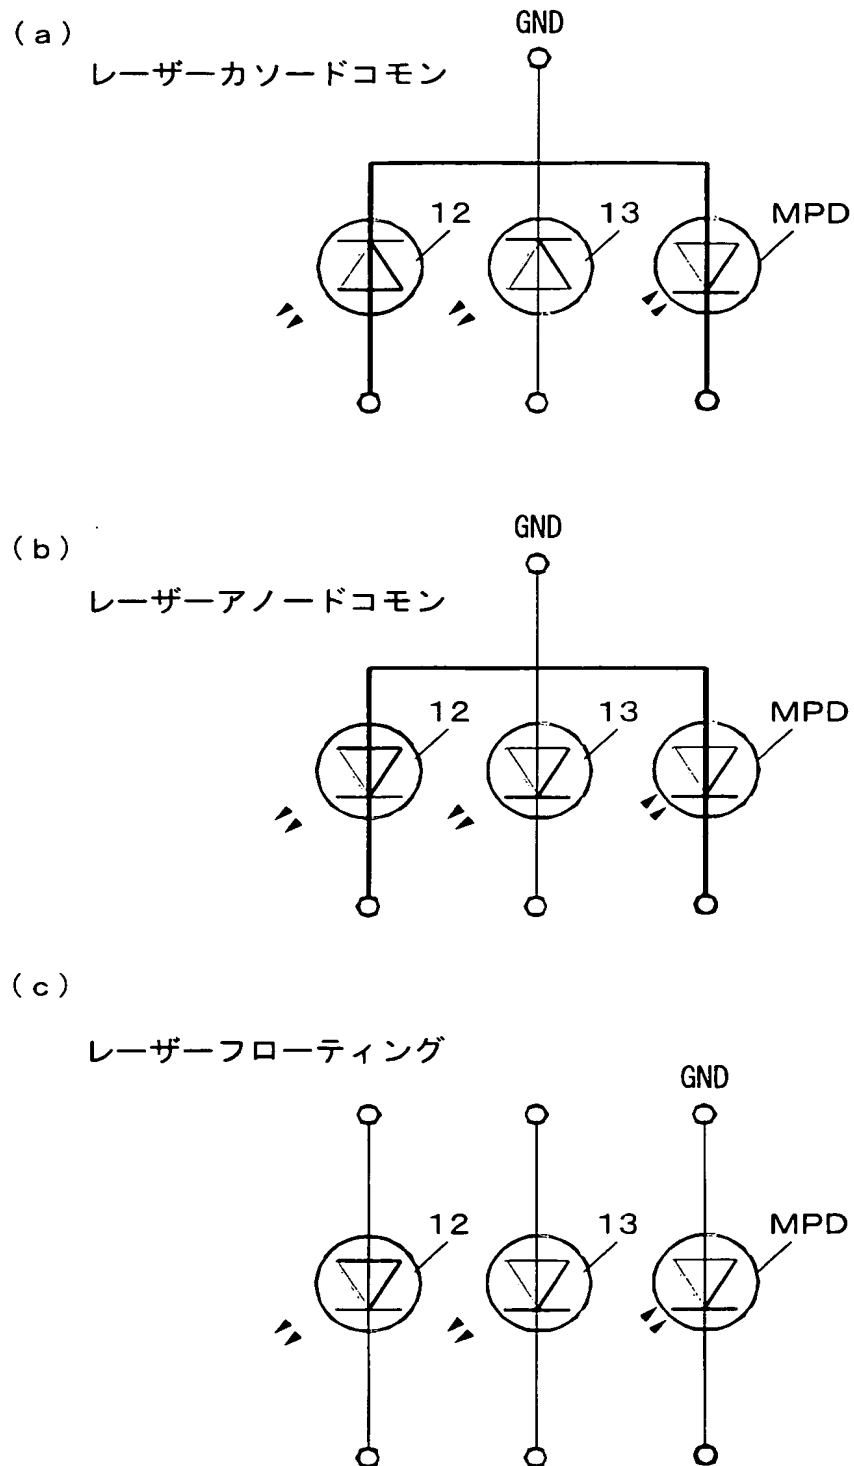 (a)
GND
レーザーカソードコモン
12
13
MPD
(b)
GND
レーザーアノードコモン
12
13
MPD
(c)
レーザーフローティング
GND
12
13
MPD